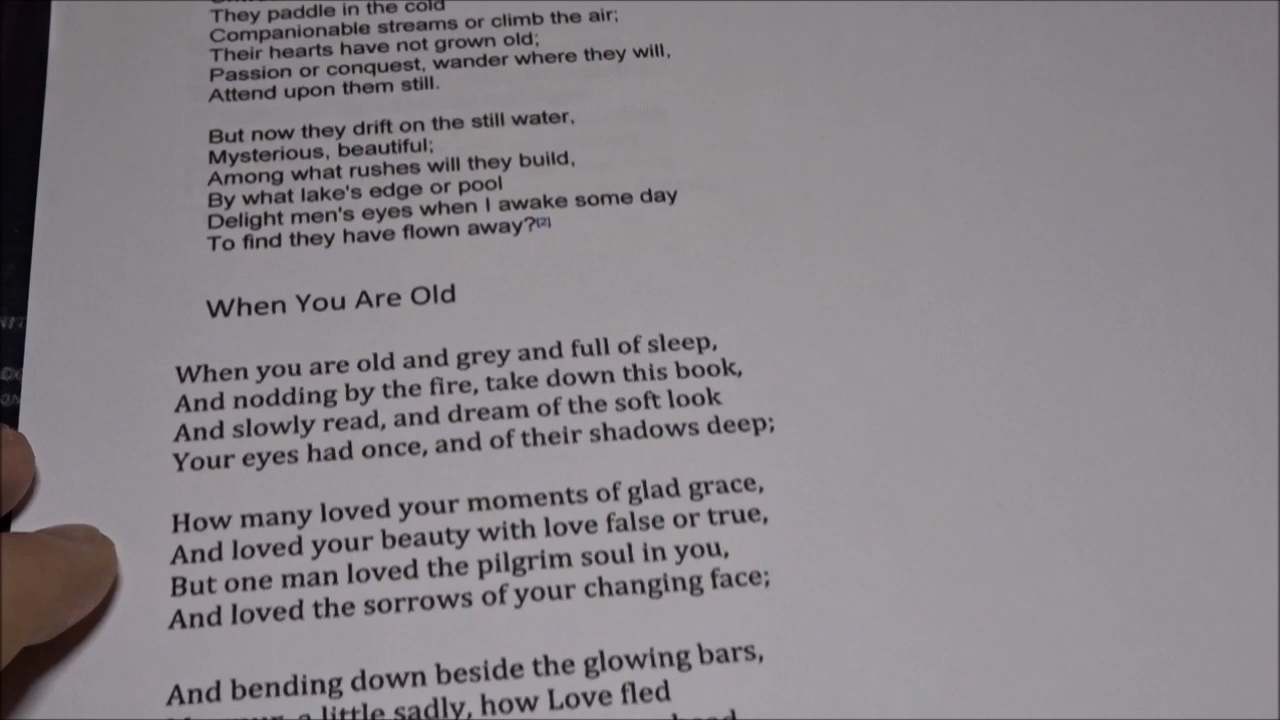 They paddle in the cold
Companionable streams or climb the air;
Their hearts have not grown old;
Passion or conquest, wander where they will,
Attend upon them still.
But now they drift on the still water,
Mysterious, beautiful;
Among what rushes will they build,
By what lake's edge or pool
Delight men's eyes when I awake some day
To find they have flown away?[2]
When You Are Old
When you are old and grey and full of sleep,
And nodding by the fire, take down this book,
And slowly read, and dream of the soft look
Your eyes had once, and of their shadows deep;
How many loved your moments of glad grace,
And loved your beauty with love false or true,
But one man loved the pilgrim soul in you,
And loved the sorrows of your changing face;
And bending down beside the glowing bars,
a little sadly, how Love fled